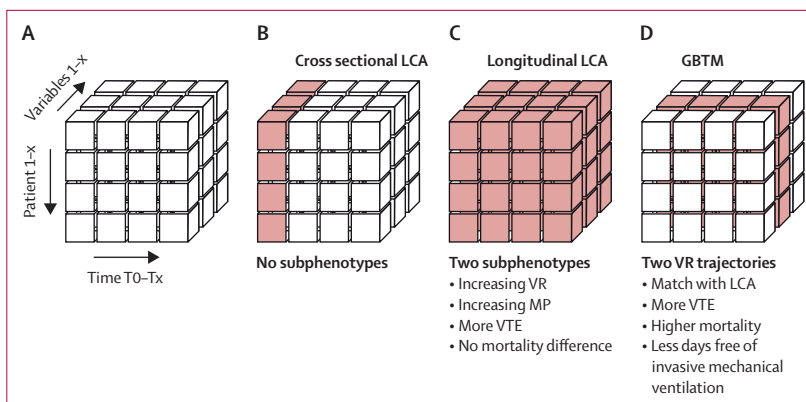 A
Variables 1–x
Patient 1–x
Time T0–Tx
B
Cross sectional LCA
No subphenotypes
C
Longitudinal LCA
Two subphenotypes
• Increasing VR
• Increasing MP
• More VTE
• No mortality difference
D
GBTM
Two VR trajectories
• Match with LCA
• More VTE
• Higher mortality
• Less days free of
invasive mechanical
ventilation